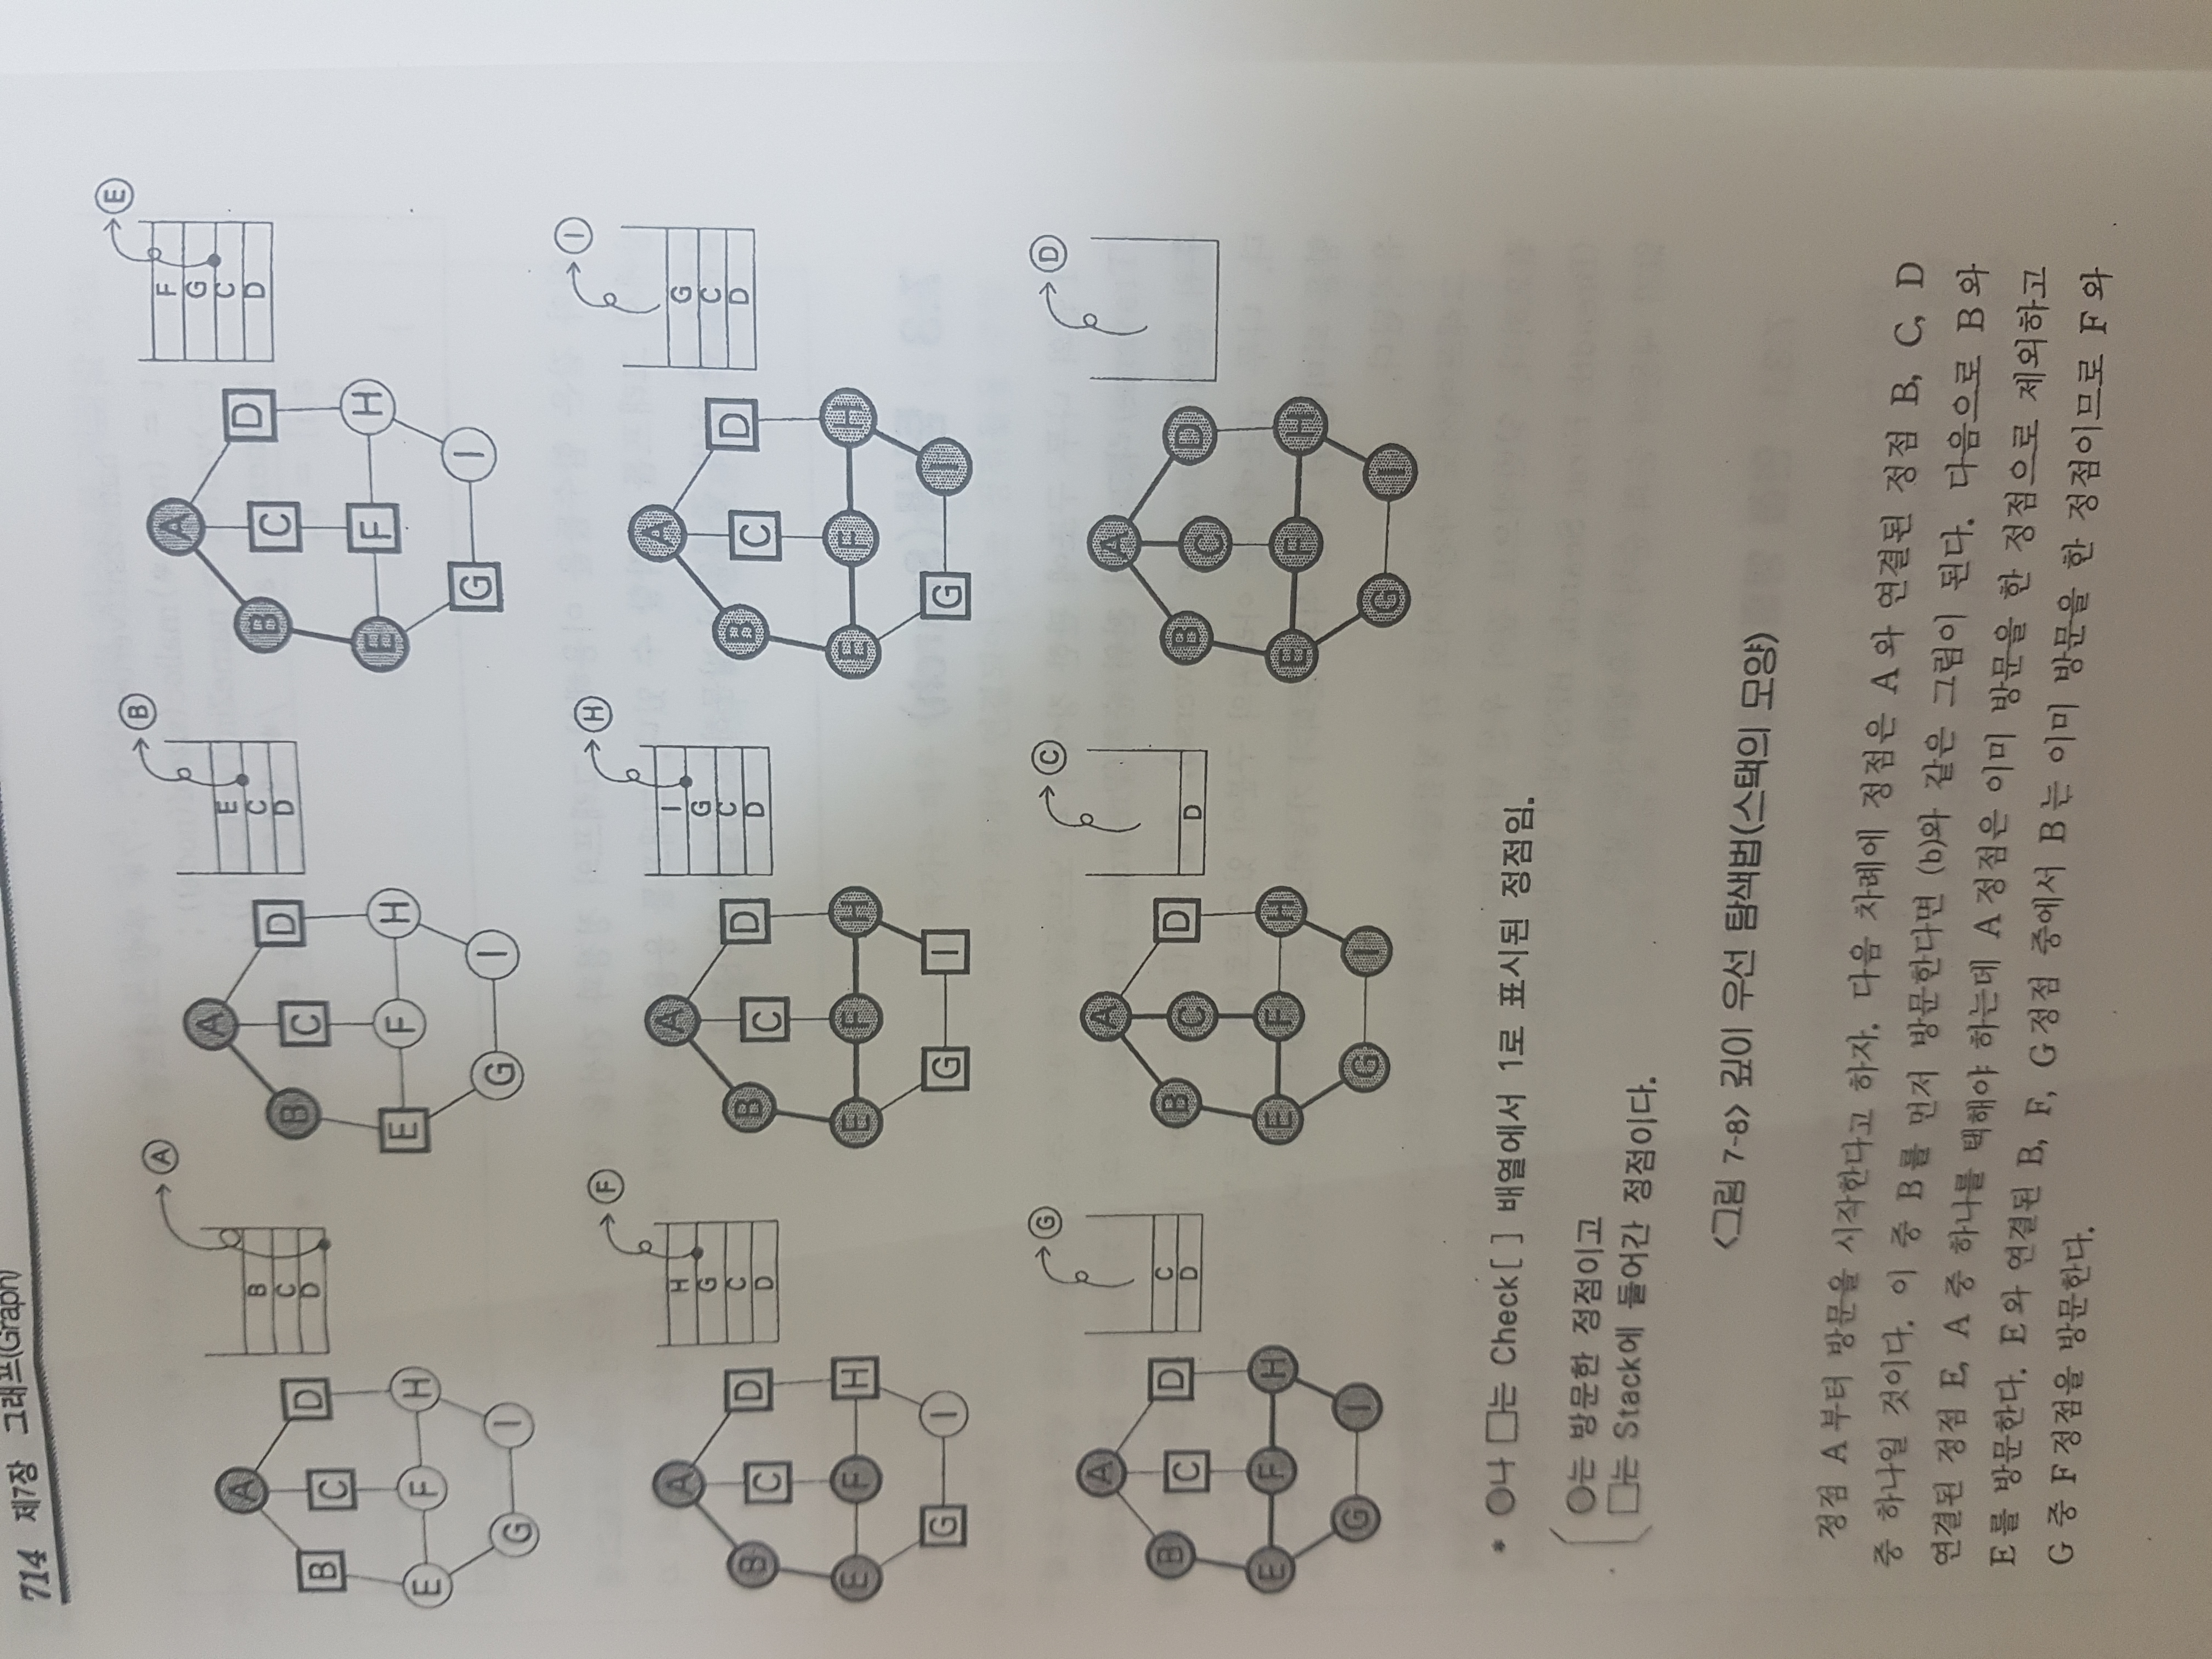 714 제7장 그래프(Graph)
A
B
C
D
A
B
C
D
E
F
H
G
I
B
E
C
D
A
B
C
D
E
F
H
G
I
E
F
G
C
D
A
B
C
D
E
F
H
G
I
F
H
G
C
D
A
B
C
D
E
F
H
G
I
H
I
G
C
D
A
B
C
D
E
F
H
G
I
I
G
C
D
A
B
C
D
E
F
H
G
I
G
C
D
A
B
C
D
E
F
H
G
I
C
D
A
B
C
D
E
F
H
G
I
D
A
B
C
D
E
F
H
G
I
* ○나 □는 Check[ ] 배열에서 1로 표시된 정점임.
○는 방문한 정점이고
□는 Stack에 들어간 정점이다.
<그림 7-8> 깊이 우선 탐색법(스택의 모양)
정점 A부터 방문을 시작한다고 하자. 다음 차례에 정점은 A와 연결된 정점 B, C, D
중 하나일 것이다. 이 중 B를 먼저 방문한다면 (b)와 같은 그림이 된다. 다음으로 B와
연결된 정점 E, A 중 하나를 택해야 하는데 A정점은 이미 방문을 한 정점으로 제외하고
E를 방문한다. E와 연결된 B, F, G정점 중에서 B는 이미 방문을 한 정점이므로 F와
G 중 F정점을 방문한다.